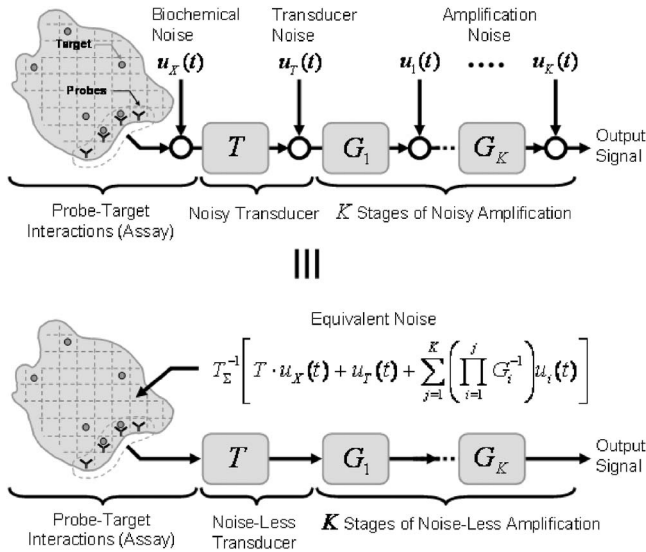 Biochemical Noise
Transducer Noise
Amplification Noise
u_X(t)
u_T(t)
u_1(t)
....
u_K(t)
Target
Probes
T
G_1
G_K
Output Signal
Probe-Target Interactions (Assay)
Noisy Transducer
K Stages of Noisy Amplification
Equivalent Noise
T_Σ^{-1}[T·u_X(t)+u_T(t)+∑_{j=1}^{K}(∏_{i=1}^{j}G_i^{-1})u_i(t)]
T
G_1
G_K
Output Signal
Probe-Target Interactions (Assay)
Noise-Less Transducer
K Stages of Noise-Less Amplification